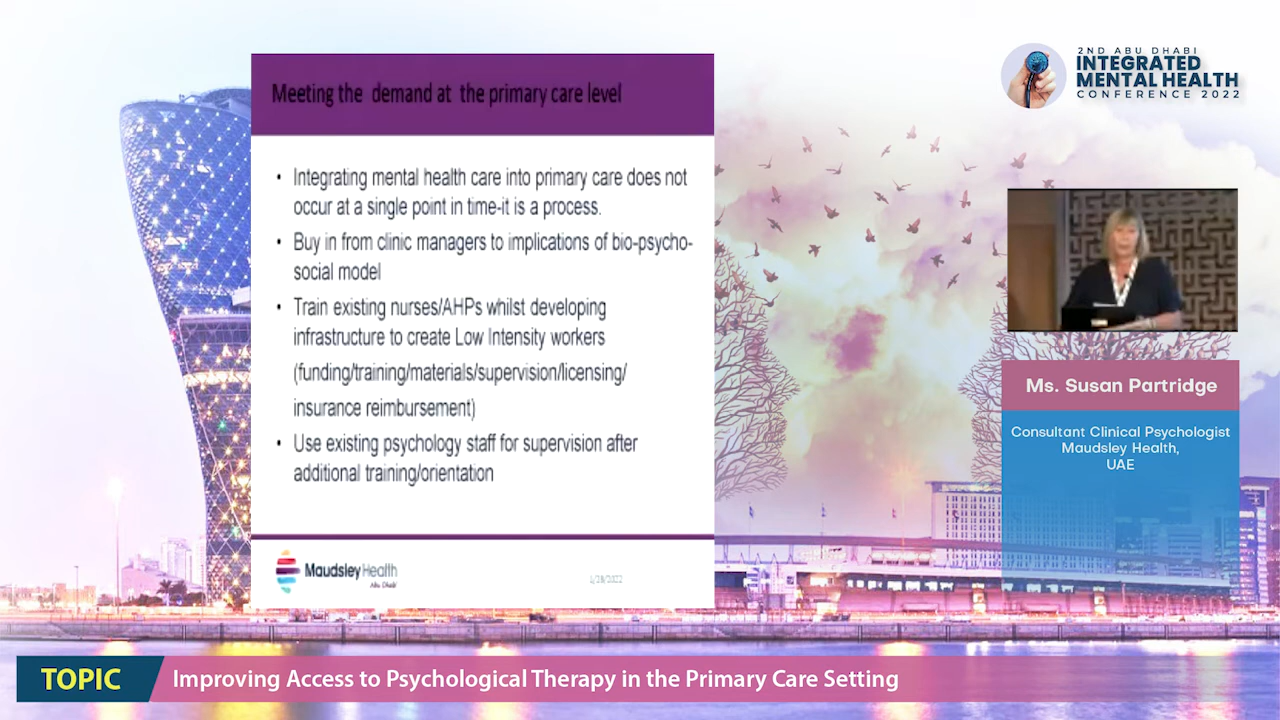 2ND ABU DHABI
INTEGRATED
MENTAL HEALTH
CONFERENCE 2022
Meeting the demand at the primary care level
• Integrating mental health care into primary care does not
occur at a single point in time-it is a process.
• Buy in from clinic managers to implications of bio-psycho-
social model
• Train existing nurses/AHPs whilst developing
infrastructure to create Low Intensity workers
(funding/training/materials/supervision/licensing/
insurance reimbursement)
• Use existing psychology staff for supervision after
additional training/orientation
Maudsley Health
Abu Dhabi
Ms. Susan Partridge
Consultant Clinical Psychologist
Maudsley Health,
UAE
TOPIC Improving Access to Psychological Therapy in the Primary Care Setting